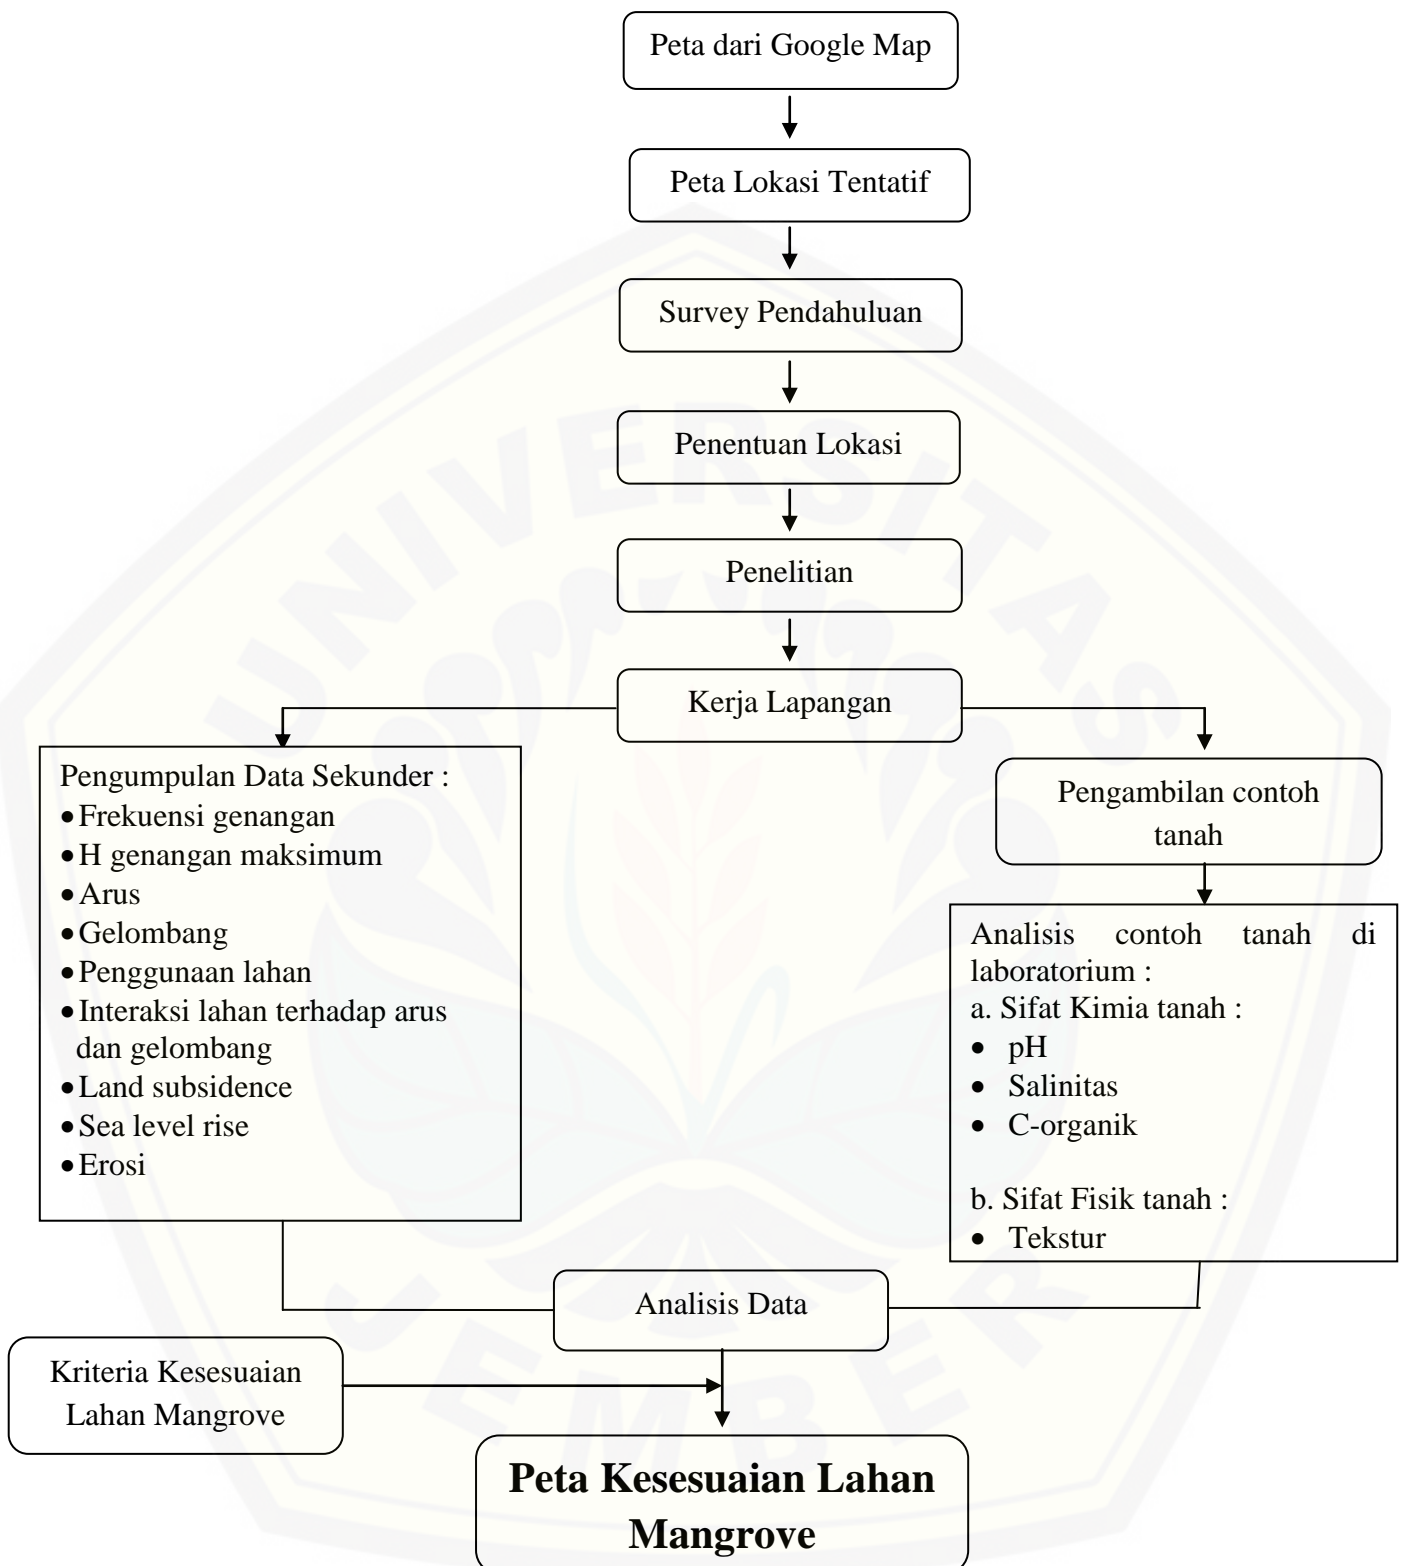 Peta dari Google Map
Peta Lokasi Tentatif
Survey Pendahuluan
Penentuan Lokasi
Penelitian
Kerja Lapangan
Pengumpulan Data Sekunder :
•Frekuensi genangan
•H genangan maksimum
•Arus
•Gelombang
•Penggunaan lahan
•Interaksi lahan terhadap arus
dan gelombang
•Land subsidence
•Sea level rise
•Erosi
Pengambilan contoh
tanah
Analisis contoh tanah di
laboratorium :
a. Sifat Kimia tanah :
• pH
• Salinitas
• C-organik
b. Sifat Fisik tanah :
• Tekstur
Analisis Data
Kriteria Kesesuaian
Lahan Mangrove
Peta Kesesuaian Lahan
Mangrove
UNIVERSITAS
JEMBER